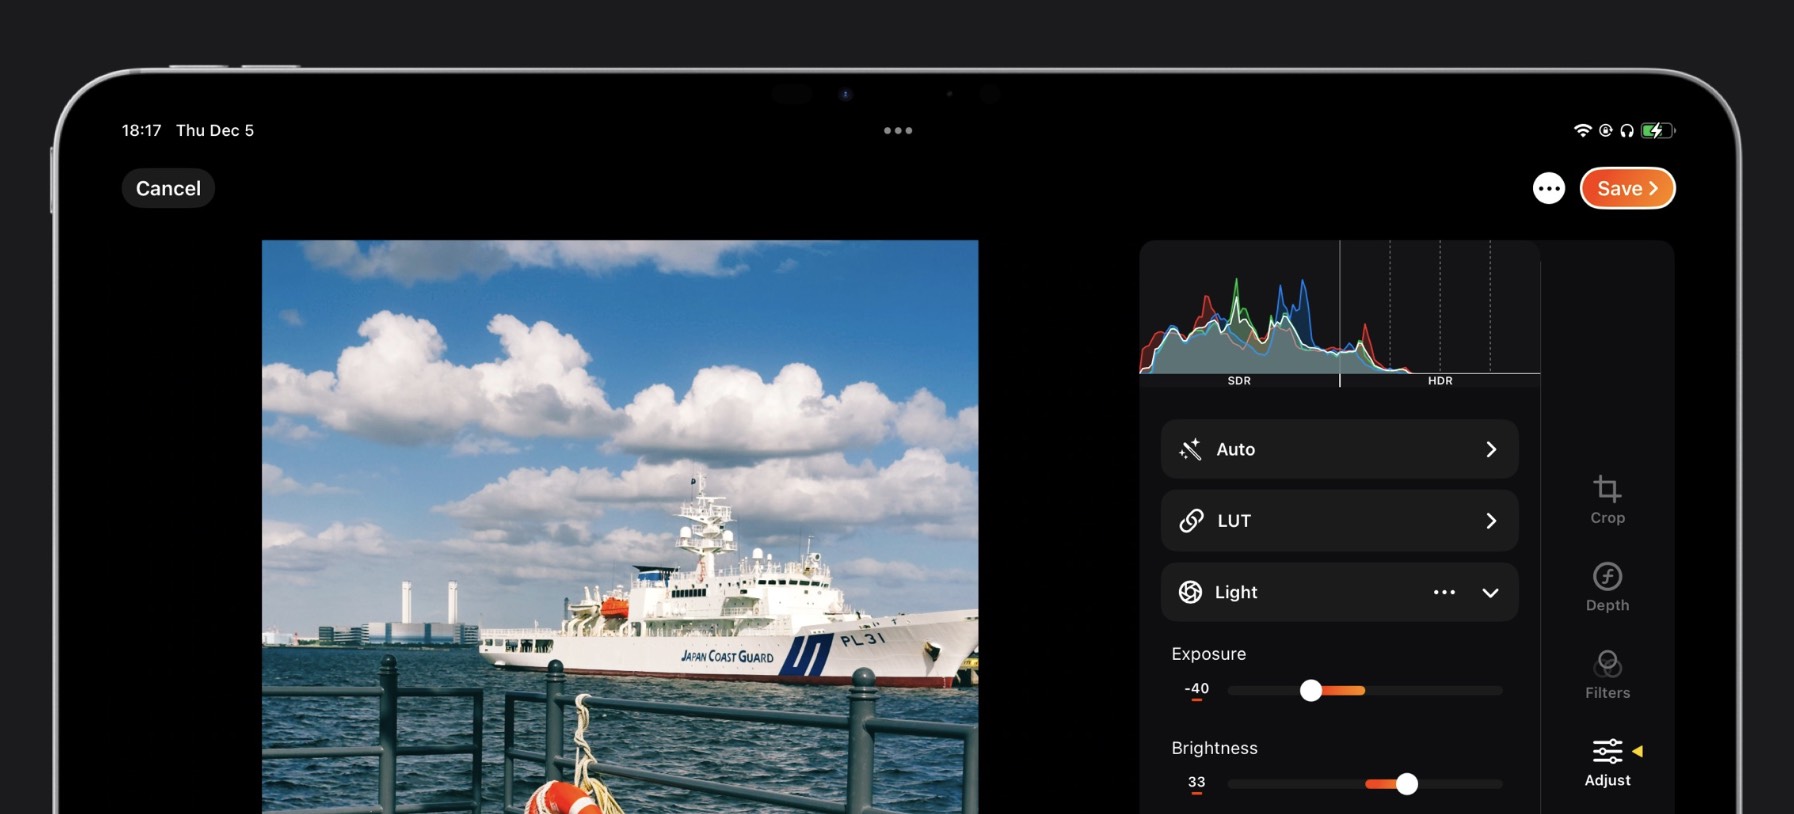 18:17 Thu Dec 5
Cancel
Save
SDR HDR
Auto
LUT
Light
Exposure
-40
Brightness
33
Crop
Depth
Filters
Adjust
JAPAN COAST GUARD
PL31